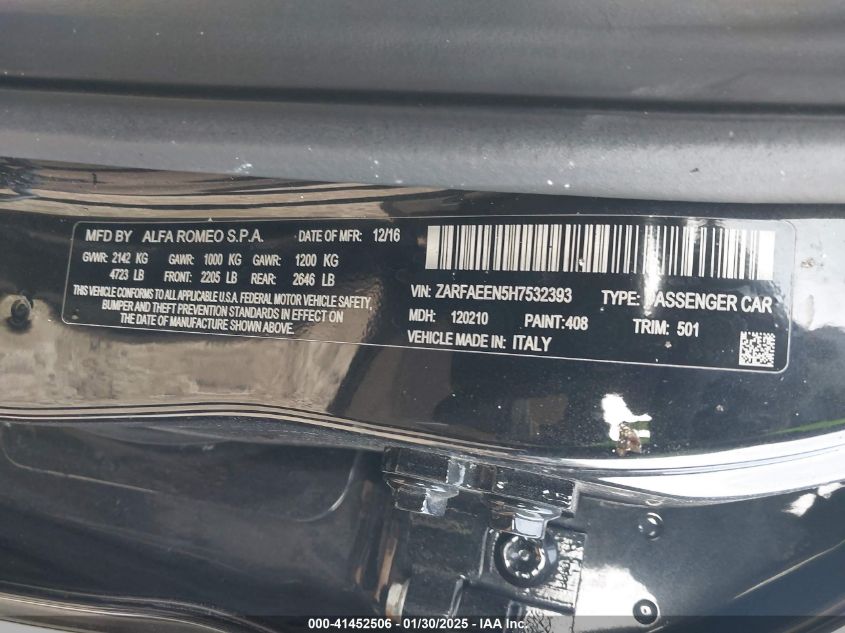 MFD BY ALFA ROMEO S.P.A. DATE OF MFR: 12/16
GVWR: 2142 KG GAWR: 1000 KG GAWR: 1200 KG
4723 LB FRONT: 2205 LB REAR: 2646 LB
THIS VEHICLE CONFORMS TO ALL APPLICABLE U.S.A. FEDERAL MOTOR VEHICLE SAFETY,
BUMPER AND THEFT PREVENTION STANDARDS IN EFFECT ON
THE DATE OF MANUFACTURE SHOWN ABOVE.
VIN: ZARFAEEN5H7532393 TYPE: PASSENGER CAR
MDH: 120210 PAINT: 408 TRIM: 501
VEHICLE MADE IN: ITALY
000-41452506 - 01/30/2025 - IAA Inc.